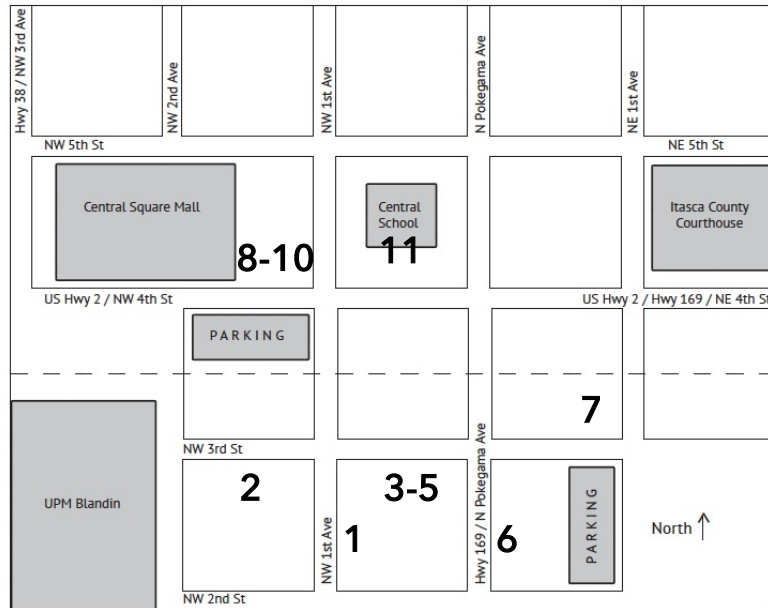 Hwy 38 / NW 3rd Ave
NW 2nd Ave
NW 1st Ave
N Pokegama Ave
NE 1st Ave
NW 5th St
NE 5th St
Central Square Mall
Central
School
Itasca County
Courthouse
8-10
11
US Hwy 2 / NW 4th St
US Hwy 2 / Hwy 169 / NE 4th St
PARKING
7
NW 3rd St
Hwy 169 / N Pokegama Ave
UPM Blandin
2
3-5
NW 1st Ave
1
6
PARKING
North
NW 2nd St